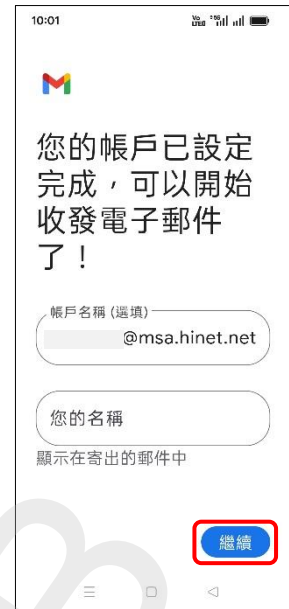 10:01
您的帳戶已設定
完成，可以開始
收發電子郵件
了！
帳戶名稱 (選填)
@msa.hinet.net
您的名稱
顯示在寄出的郵件中
繼續